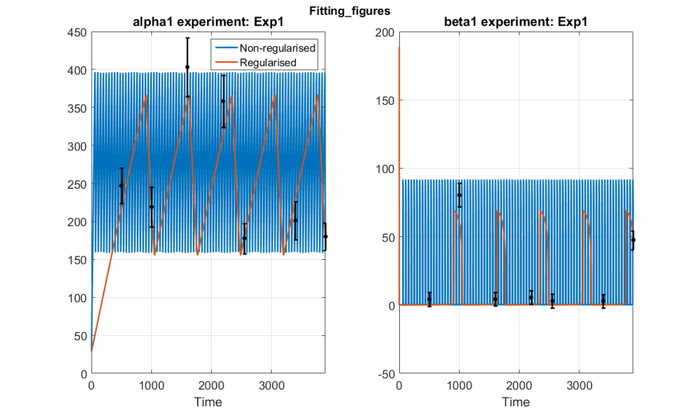 Fitting_figures
alpha1 experiment: Exp1
Non-regularised
Regularised
450
400
350
300
250
200
150
100
50
0
0 1000 2000 3000
Time
beta1 experiment: Exp1
200
150
100
50
0
-50
0 1000 2000 3000
Time